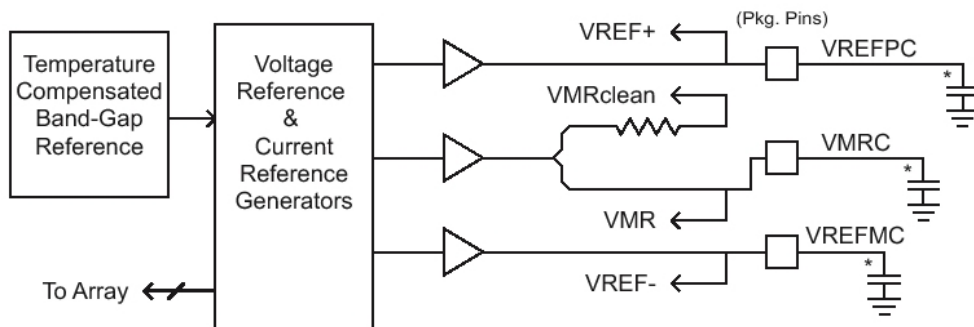 Temperature
Compensated
Band-Gap
Reference
Voltage
Reference
&
Current
Reference
Generators
To Array
VREF+
(Pkg. Pins)
VREFPC
*
VMRclean
VMRC
*
VMR
VREFMC
*
VREF-